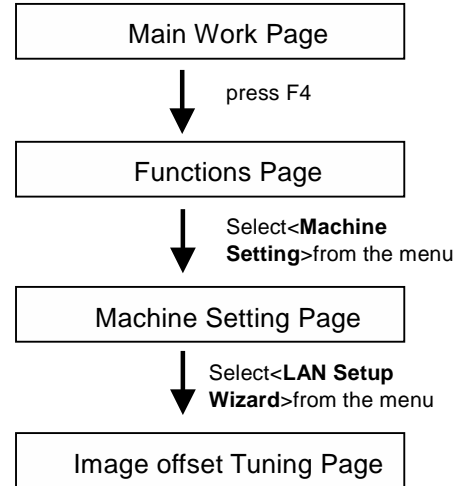 Main Work Page
press F4
Functions Page
Select<Machine
Setting>from the menu
Machine Setting Page
Select<LAN Setup
Wizard>from the menu
Image offset Tuning Page